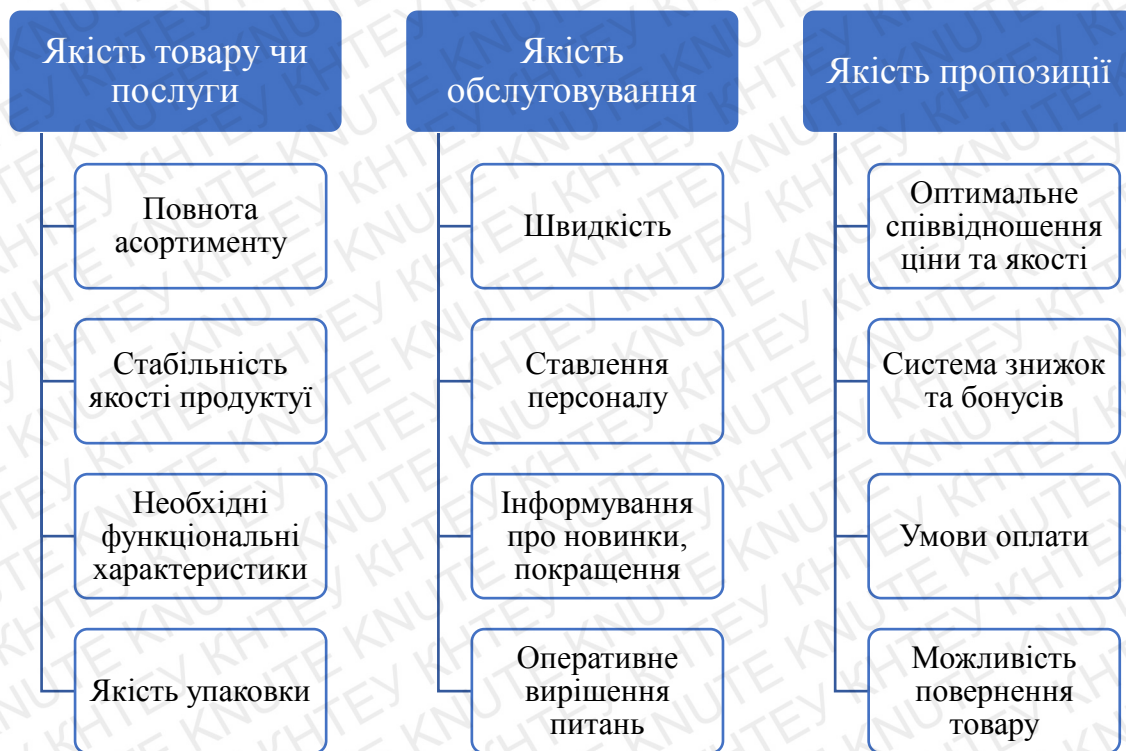 Якість товару чи
послуги
Повнота
асортименту
Стабільність
якості продуктуї
Необхідні
функціональні
характеристики
Якість упаковки
Якість
обслуговування
Швидкість
Ставлення
персоналу
Інформування
про новинки,
покращення
Оперативне
вирішення
питань
Якість пропозиції
Оптимальне
співвідношення
ціни та якості
Система знижок
та бонусів
Умови оплати
Можливість
повернення
товару